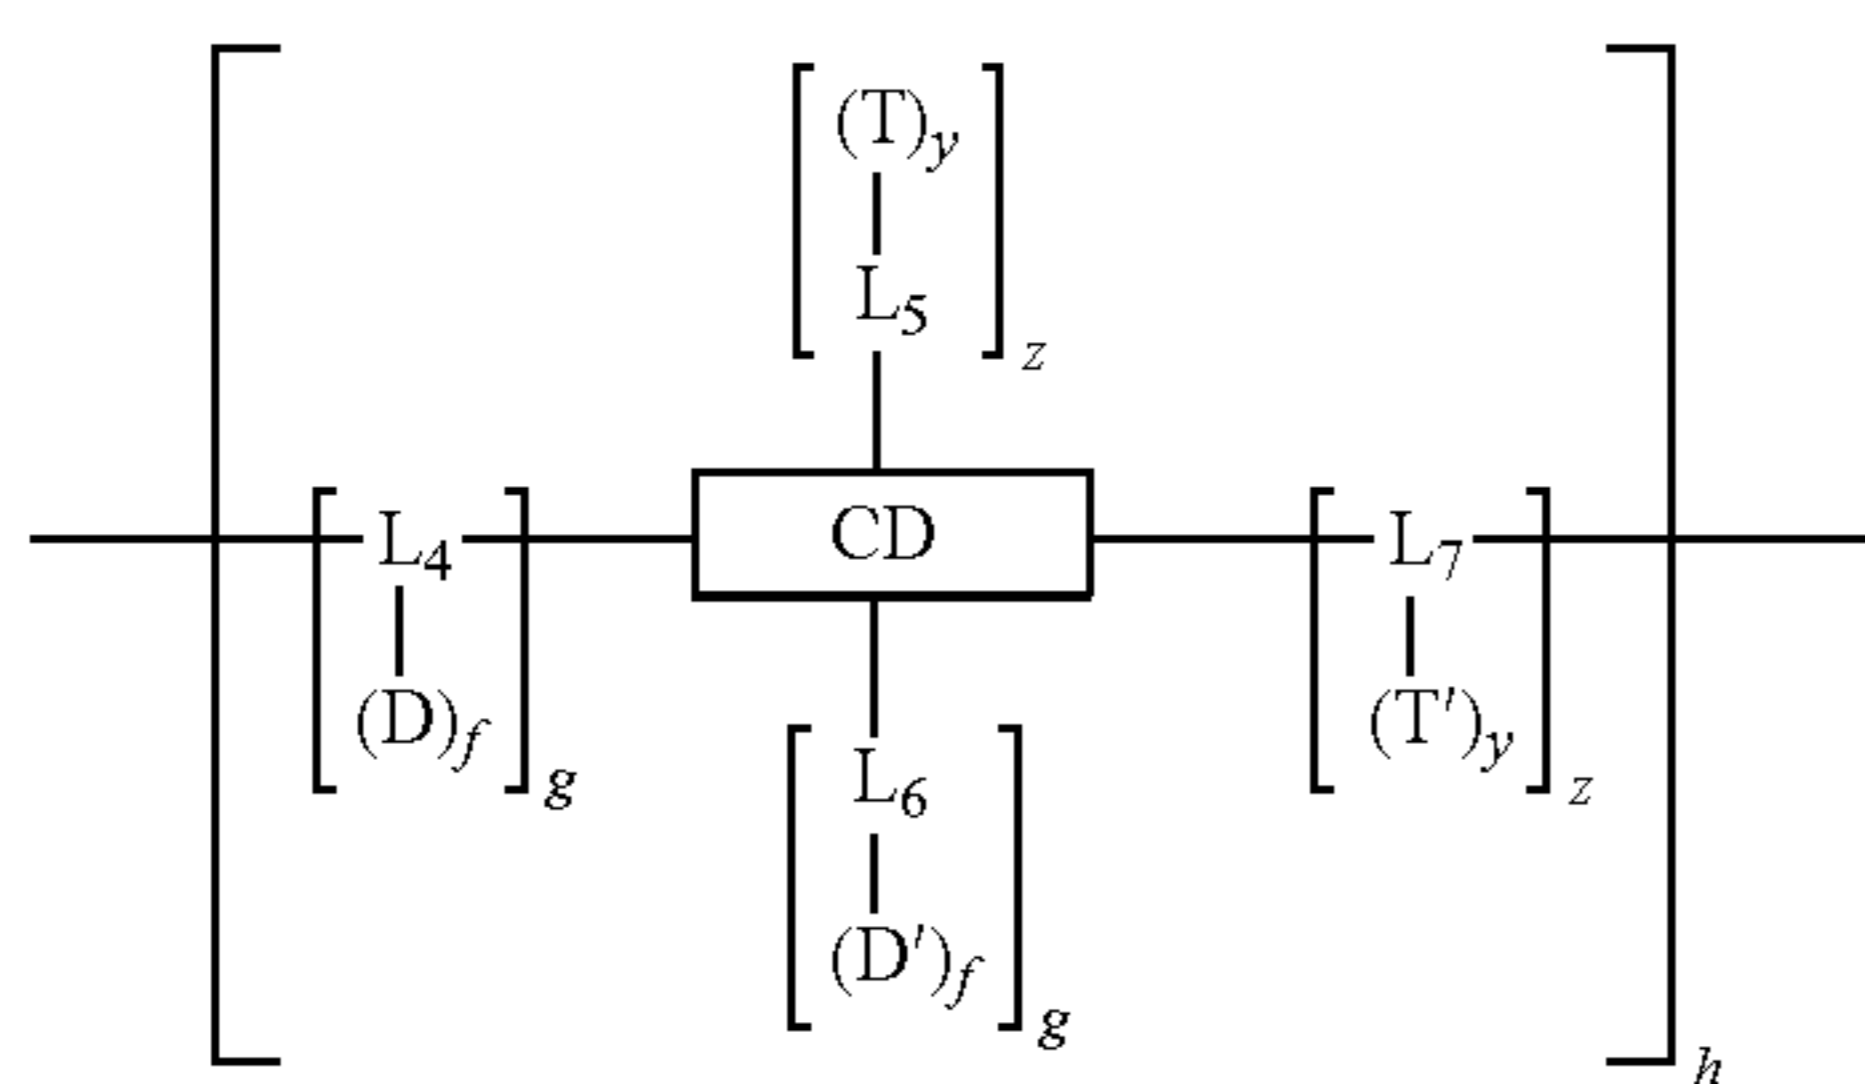 (T)y
L5
z
L4 CD L7
(D)f (T′)y
g L6 z
(D′)f
g
h